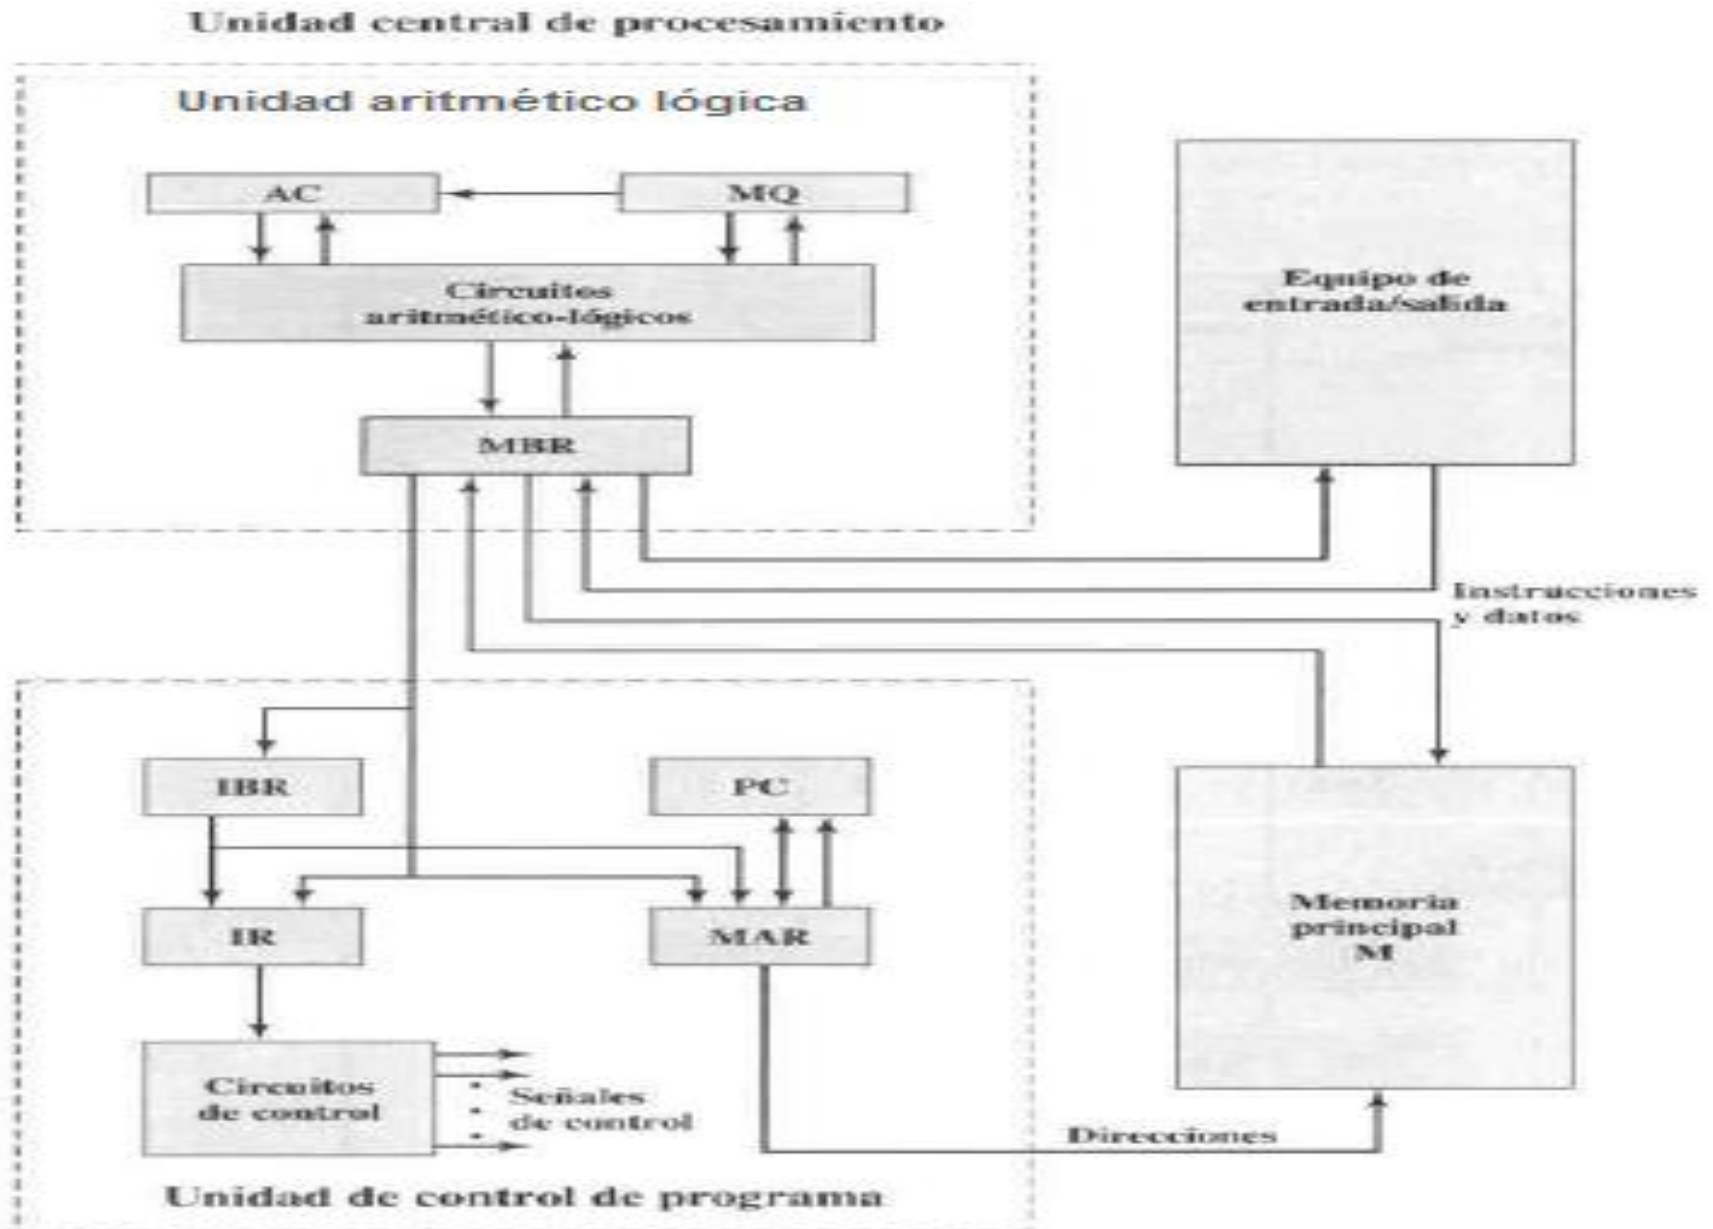 Unidad central de procesamiento
Unidad aritmético lógica
AC
MQ
Circuitos
aritmético-lógicos
Equipo de
entrada/salida
MBR
Instrucciones
y datos
IBR
PC
IR
MAR
Memoria
principal
M
Circuitos
de control
Señales
de control
Direcciones
Unidad de control de programa